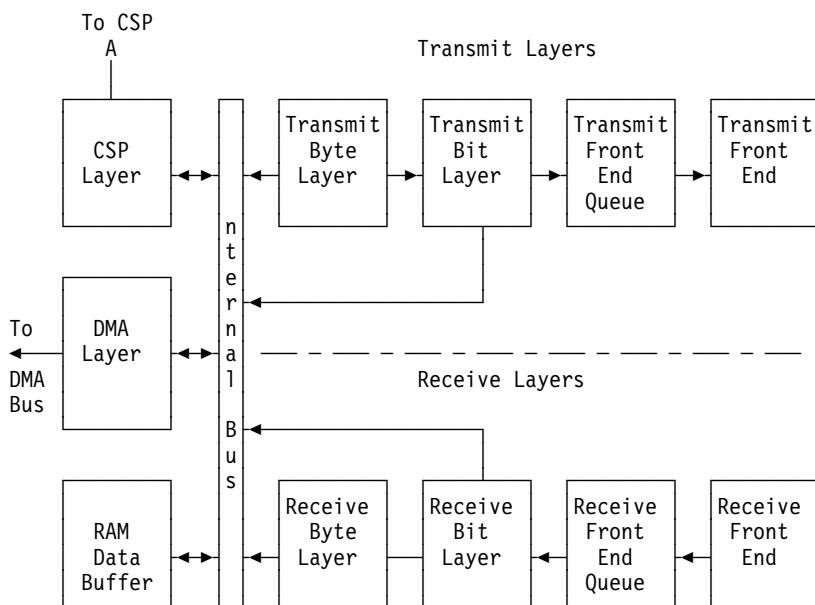 To CSP
A
Transmit Layers
CSP
Layer
Transmit
Byte
Layer
Transmit
Bit
Layer
Transmit
Front
End
Queue
Transmit
Front
End
nternal Bus
To
DMA
Bus
DMA
Layer
Receive Layers
RAM
Data
Buffer
Receive
Byte
Layer
Receive
Bit
Layer
Receive
Front
End
Queue
Receive
Front
End